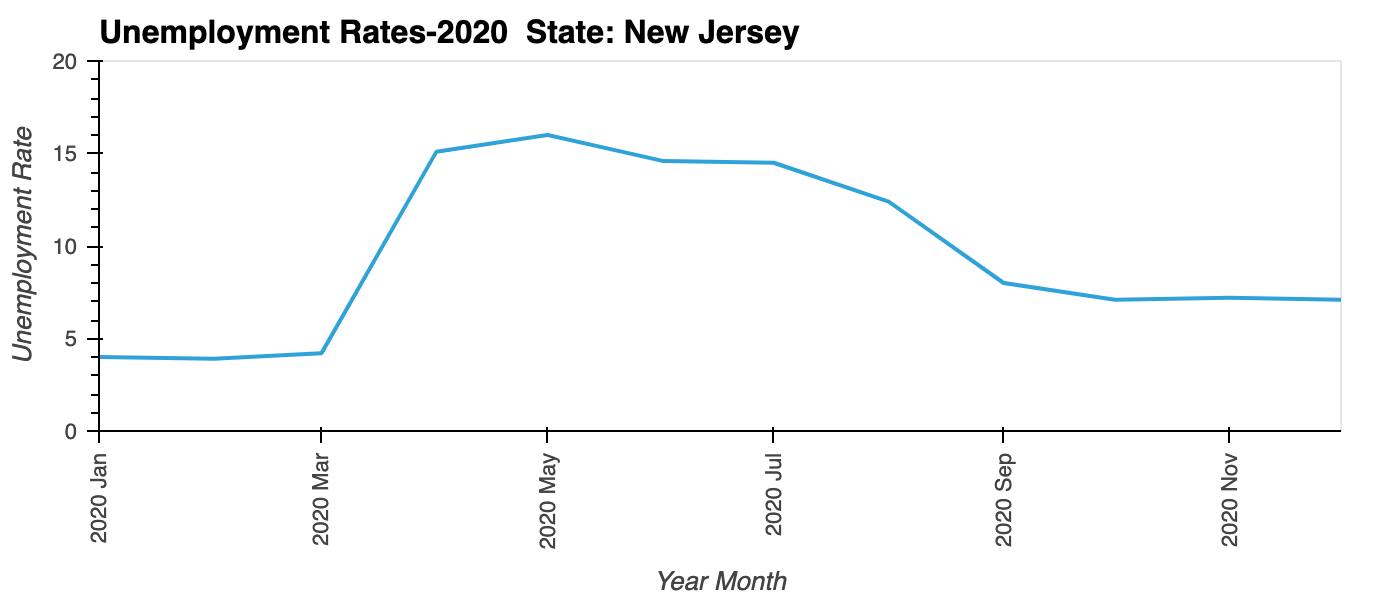 Unemployment Rates-2020  State: New Jersey
Unemployment Rate
20
15
10
5
0
2020 Jan
2020 Mar
2020 May
2020 Jul
2020 Sep
2020 Nov
Year Month